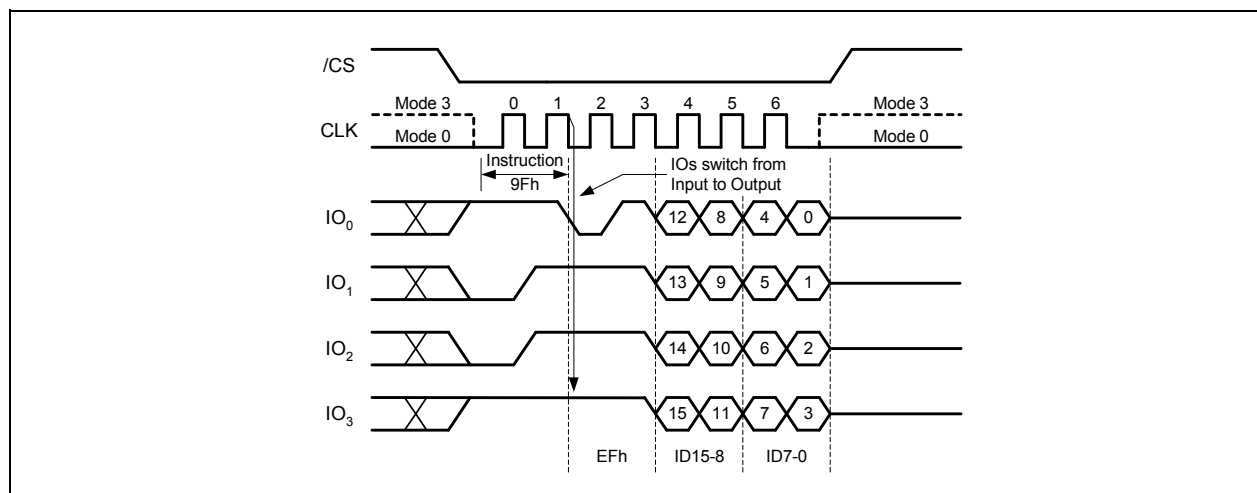 /CS
Mode 3 0 1 2 3 4 5 6 Mode 3
CLK
Mode 0 Mode 0
Instruction
9Fh
IOs switch from
Input to Output
IO0 12 8 4 0
IO1 13 9 5 1
IO2 14 10 6 2
IO3 15 11 7 3
EFh ID15-8 ID7-0